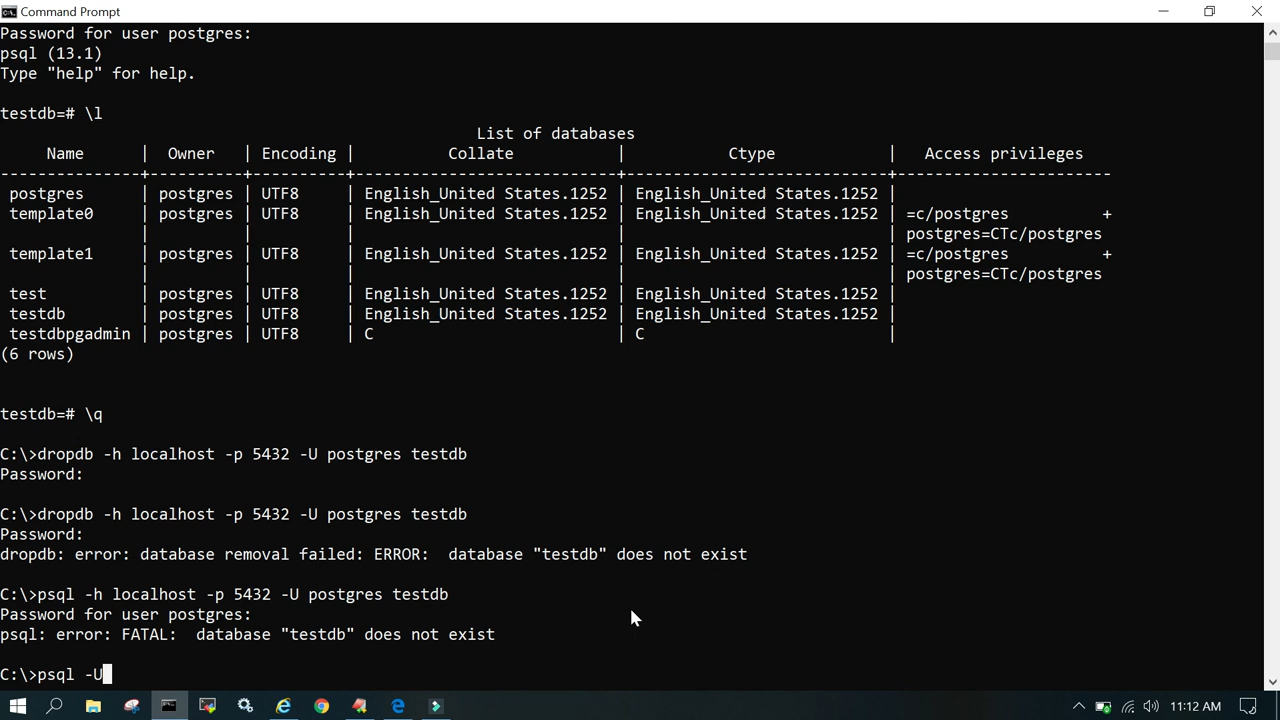 Command Prompt
Password for user postgres:
psql (13.1)
Type "help" for help.
testdb=# \l
List of databases
Name | Owner | Encoding | Collate | Ctype | Access privileges
---------------+----------+----------+----------------------------+----------------------------+-----------------------
postgres | postgres | UTF8 | English_United States.1252 | English_United States.1252 |
template0 | postgres | UTF8 | English_United States.1252 | English_United States.1252 | =c/postgres +
| | | | | postgres=CTc/postgres
template1 | postgres | UTF8 | English_United States.1252 | English_United States.1252 | =c/postgres +
| | | | | postgres=CTc/postgres
test | postgres | UTF8 | English_United States.1252 | English_United States.1252 |
testdb | postgres | UTF8 | English_United States.1252 | English_United States.1252 |
testdbpgadmin | postgres | UTF8 | C | C |
(6 rows)
testdb=# \q
C:\>dropdb -h localhost -p 5432 -U postgres testdb
Password:
C:\>dropdb -h localhost -p 5432 -U postgres testdb
Password:
dropdb: error: database removal failed: ERROR:  database "testdb" does not exist
C:\>psql -h localhost -p 5432 -U postgres testdb
Password for user postgres:
psql: error: FATAL:  database "testdb" does not exist
C:\>psql -U
11:12 AM